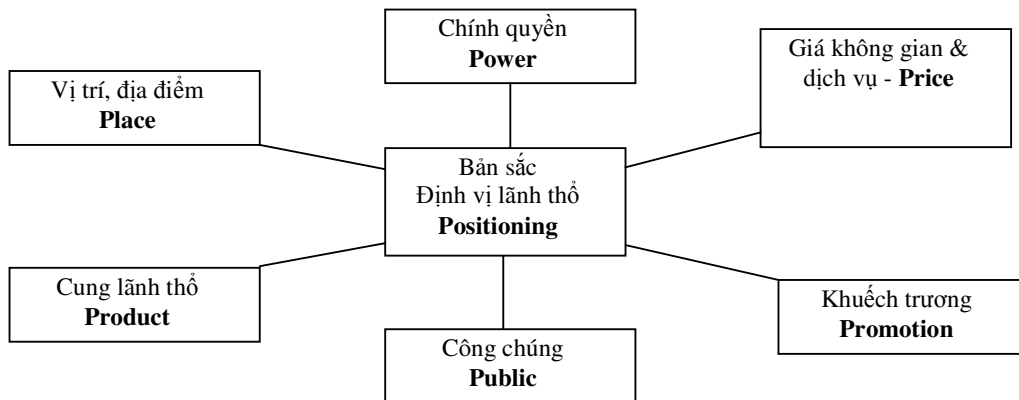 Chính quyền
Power
Giá không gian &
dịch vụ - Price
Vị trí, địa điểm
Place
Bản sắc
Định vị lãnh thổ
Positioning
Cung lãnh thổ
Product
Khuếch trương
Promotion
Công chúng
Public